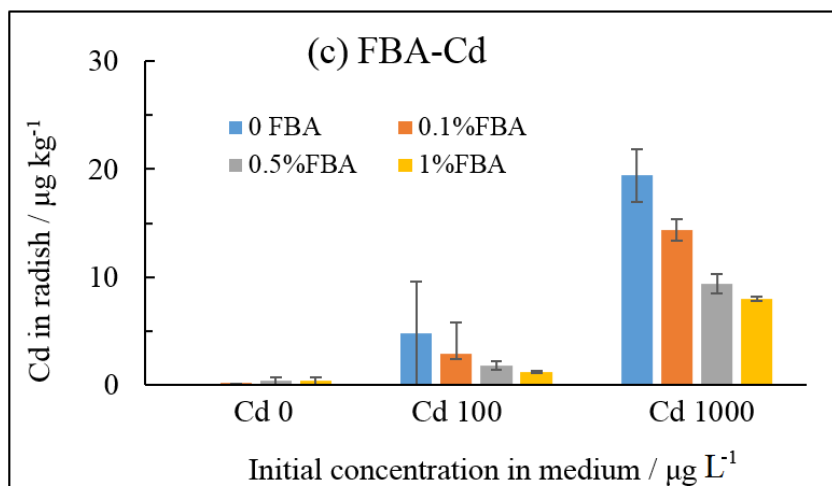 (c) FBA-Cd
30
20
10
0
Cd in radish / μg kg⁻¹
0 FBA 0.1%FBA
0.5%FBA 1%FBA
Cd 0 Cd 100 Cd 1000
Initial concentration in medium / μg L⁻¹